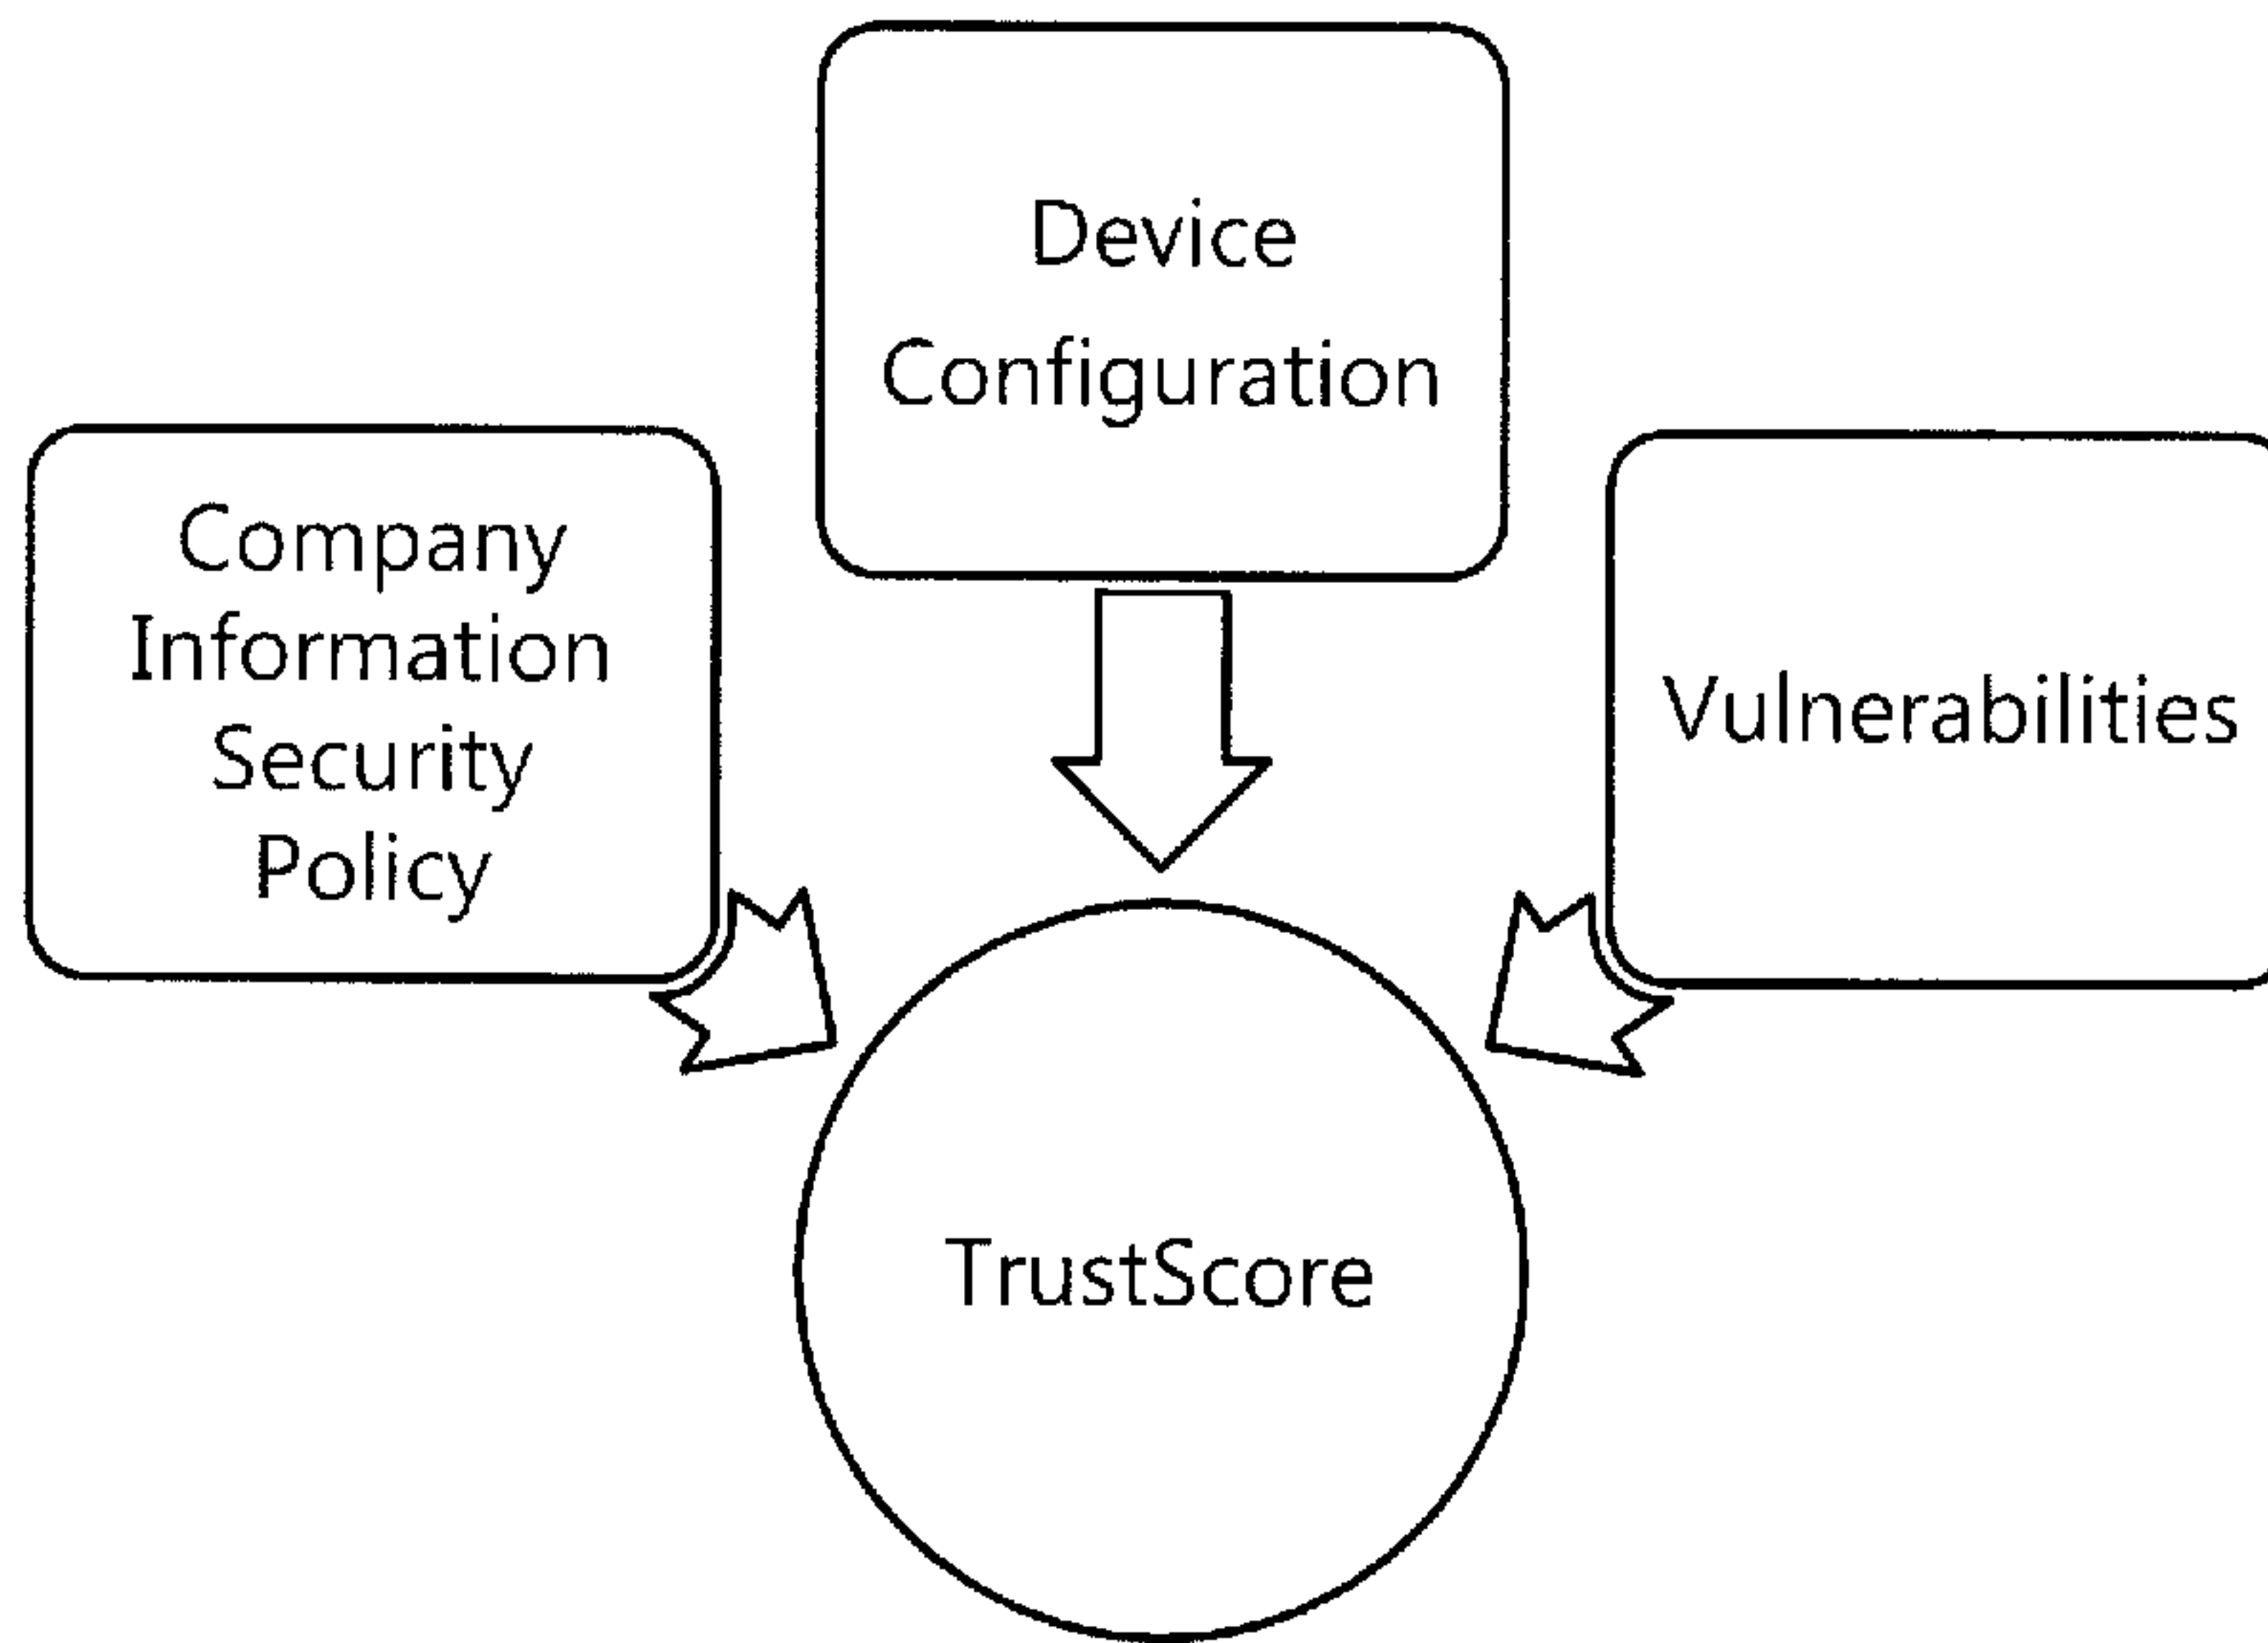 Device
Configuration
Company
Information
Security
Policy
Vulnerabilities
TrustScore